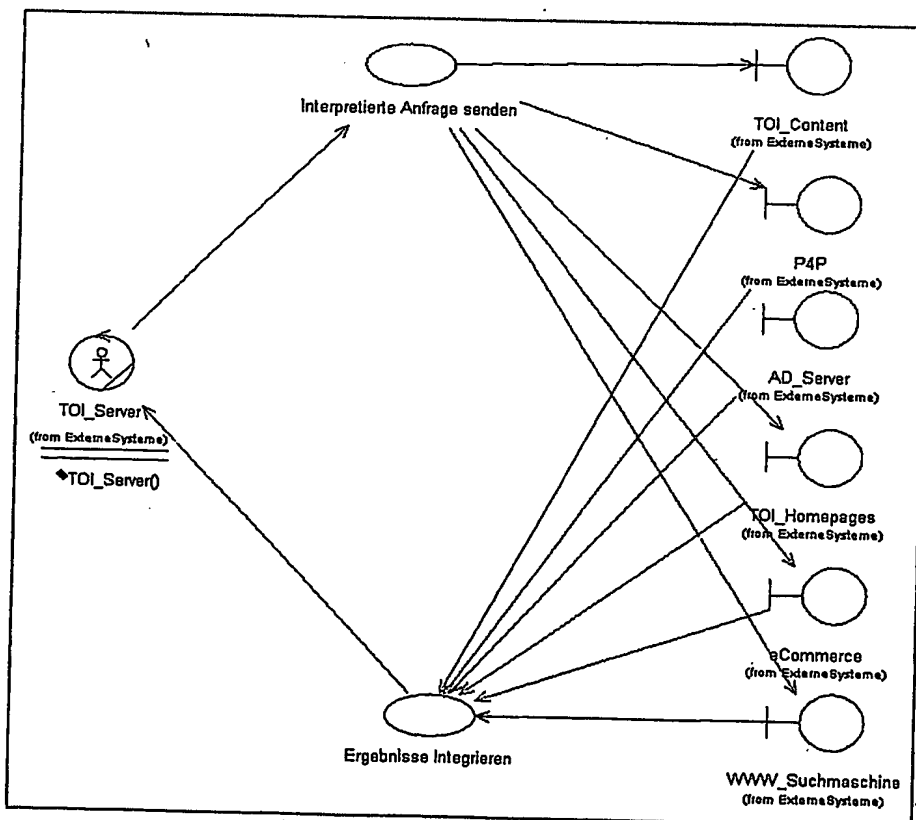 Interpretierte Anfrage senden
TOI_Content
(from ExterneSysteme)
P4P
(from ExterneSysteme)
AD_Server
(from ExterneSysteme)
TOI_Server
(from ExterneSysteme)
TOI_Server()
TOI_Homepages
(from ExterneSysteme)
eCommerce
(from ExterneSysteme)
Ergebnisse Integrieren
WWW_Suchmaschine
(from ExterneSysteme)